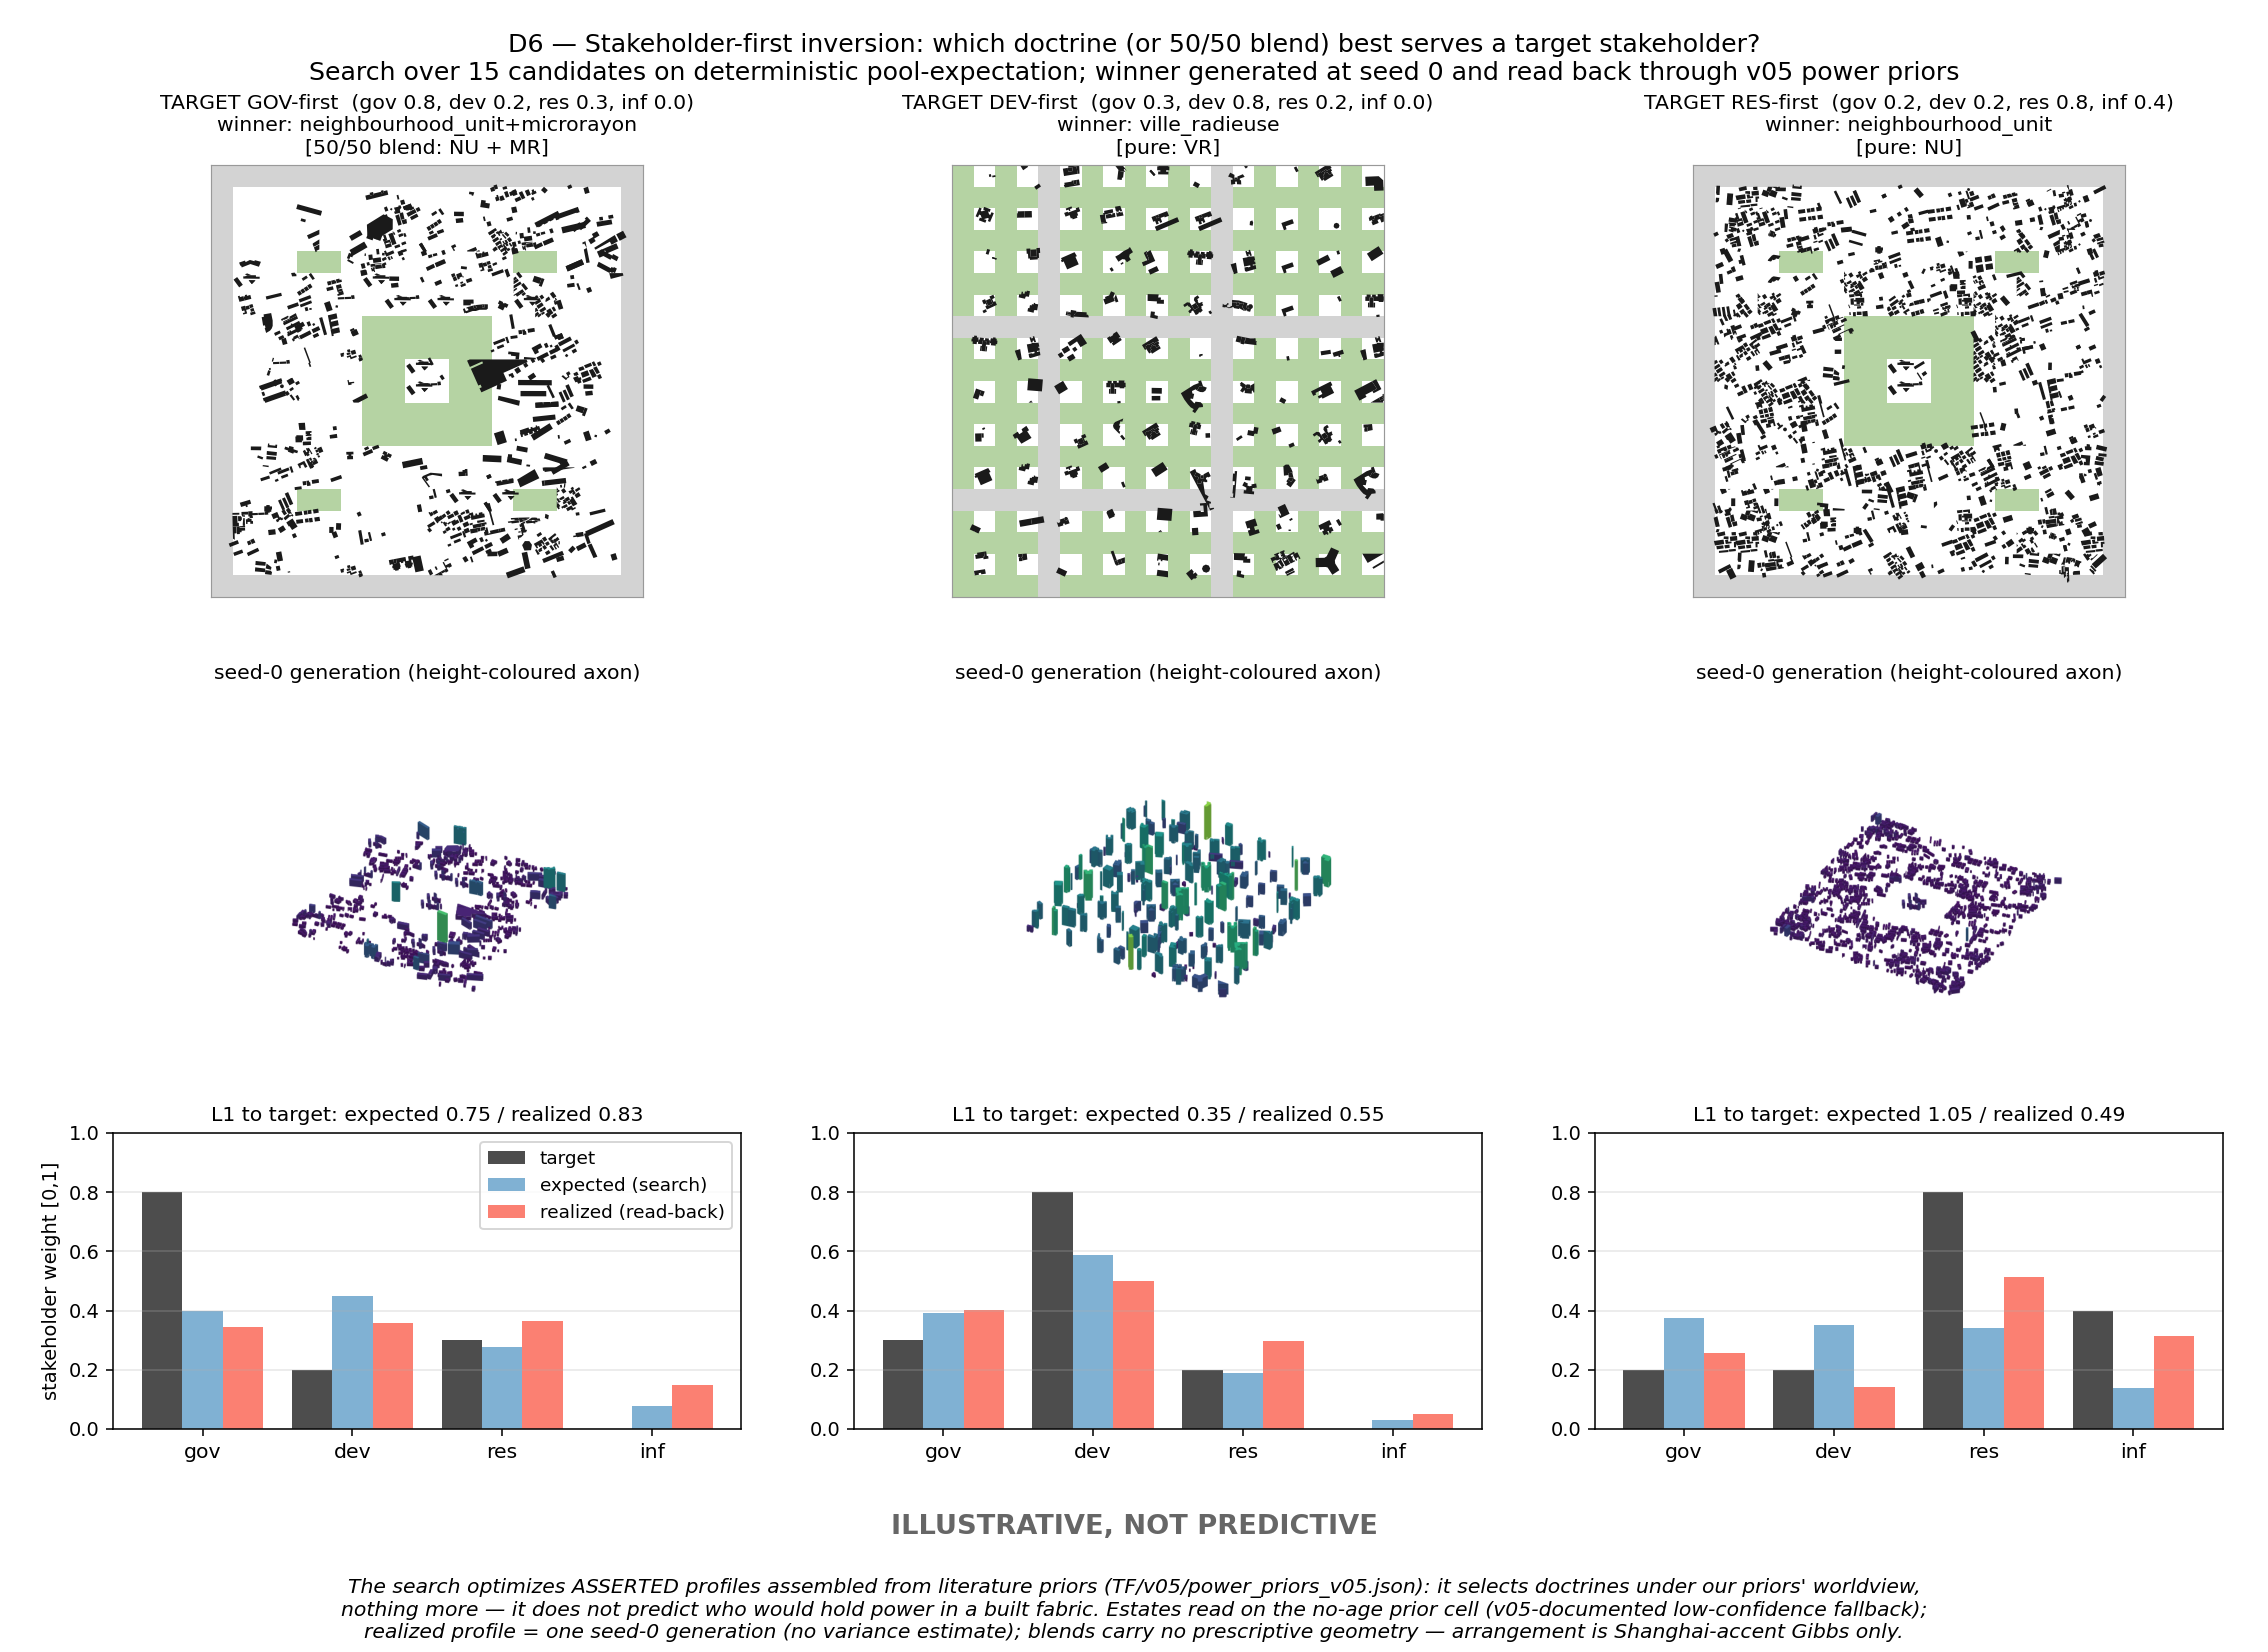 D6 — Stakeholder-first inversion: which doctrine (or 50/50 blend) best serves a target stakeholder?
Search over 15 candidates on deterministic pool-expectation; winner generated at seed 0 and read back through v05 power priors
TARGET GOV-first  (gov 0.8, dev 0.2, res 0.3, inf 0.0)
winner: neighbourhood_unit+microrayon
[50/50 blend: NU + MR]
TARGET DEV-first  (gov 0.3, dev 0.8, res 0.2, inf 0.0)
winner: ville_radieuse
[pure: VR]
TARGET RES-first  (gov 0.2, dev 0.2, res 0.8, inf 0.4)
winner: neighbourhood_unit
[pure: NU]
seed-0 generation (height-coloured axon)
seed-0 generation (height-coloured axon)
seed-0 generation (height-coloured axon)
L1 to target: expected 0.75 / realized 0.83
stakeholder weight [0,1]
1.0
0.8
0.6
0.4
0.2
0.0
target
expected (search)
realized (read-back)
gov dev res inf
L1 to target: expected 0.35 / realized 0.55
1.0
0.8
0.6
0.4
0.2
0.0
gov dev res inf
L1 to target: expected 1.05 / realized 0.49
1.0
0.8
0.6
0.4
0.2
0.0
gov dev res inf
ILLUSTRATIVE, NOT PREDICTIVE
The search optimizes ASSERTED profiles assembled from literature priors (TF/v05/power_priors_v05.json): it selects doctrines under our priors' worldview,
nothing more — it does not predict who would hold power in a built fabric. Estates read on the no-age prior cell (v05-documented low-confidence fallback);
realized profile = one seed-0 generation (no variance estimate); blends carry no prescriptive geometry — arrangement is Shanghai-accent Gibbs only.